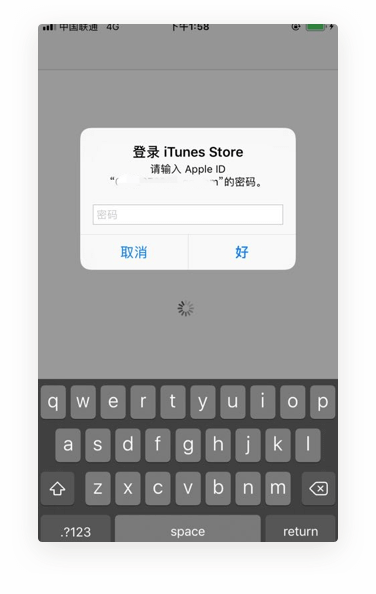 中国联通 4G 下午1:58
登录 iTunes Store
请输入 Apple ID
“ ”的密码。
密码
取消 好
q w e r t y u i o p
a s d f g h j k l
z x c v b n m
.?123 space return